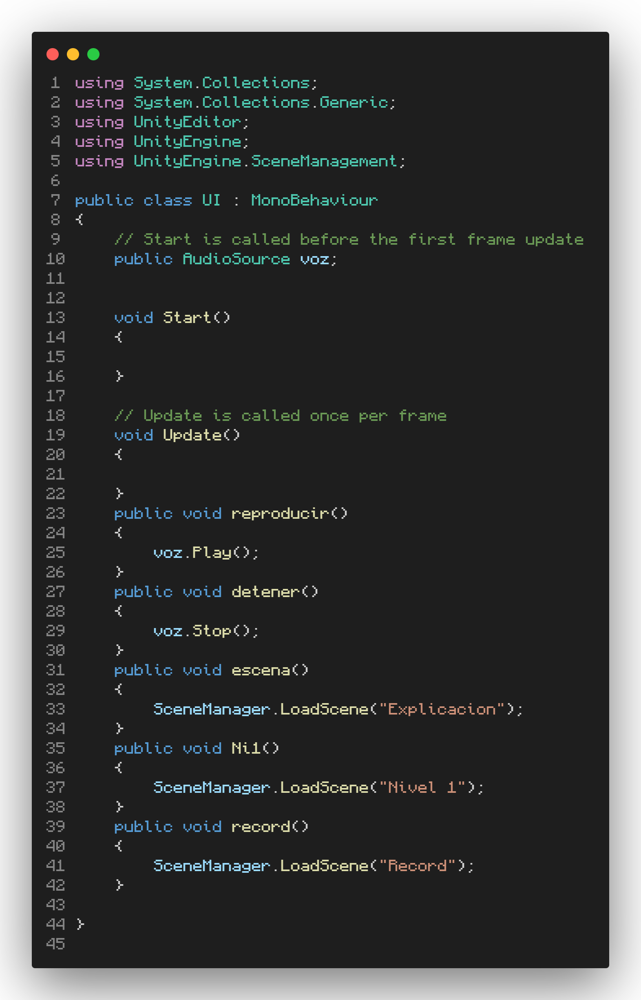 1 using System.Collections;
2 using System.Collections.Generic;
3 using UnityEditor;
4 using UnityEngine;
5 using UnityEngine.SceneManagement;
6
7 public class UI : MonoBehaviour
8 {
9     // Start is called before the first frame update
10     public AudioSource voz;
11
12
13     void Start()
14     {
15
16     }
17
18     // Update is called once per frame
19     void Update()
20     {
21
22     }
23     public void reproducir()
24     {
25         voz.Play();
26     }
27     public void detener()
28     {
29         voz.Stop();
30     }
31     public void escena()
32     {
33         SceneManager.LoadScene("Explicacion");
34     }
35     public void Ni1()
36     {
37         SceneManager.LoadScene("Nivel 1");
38     }
39     public void record()
40     {
41         SceneManager.LoadScene("Record");
42     }
43
44 }
45